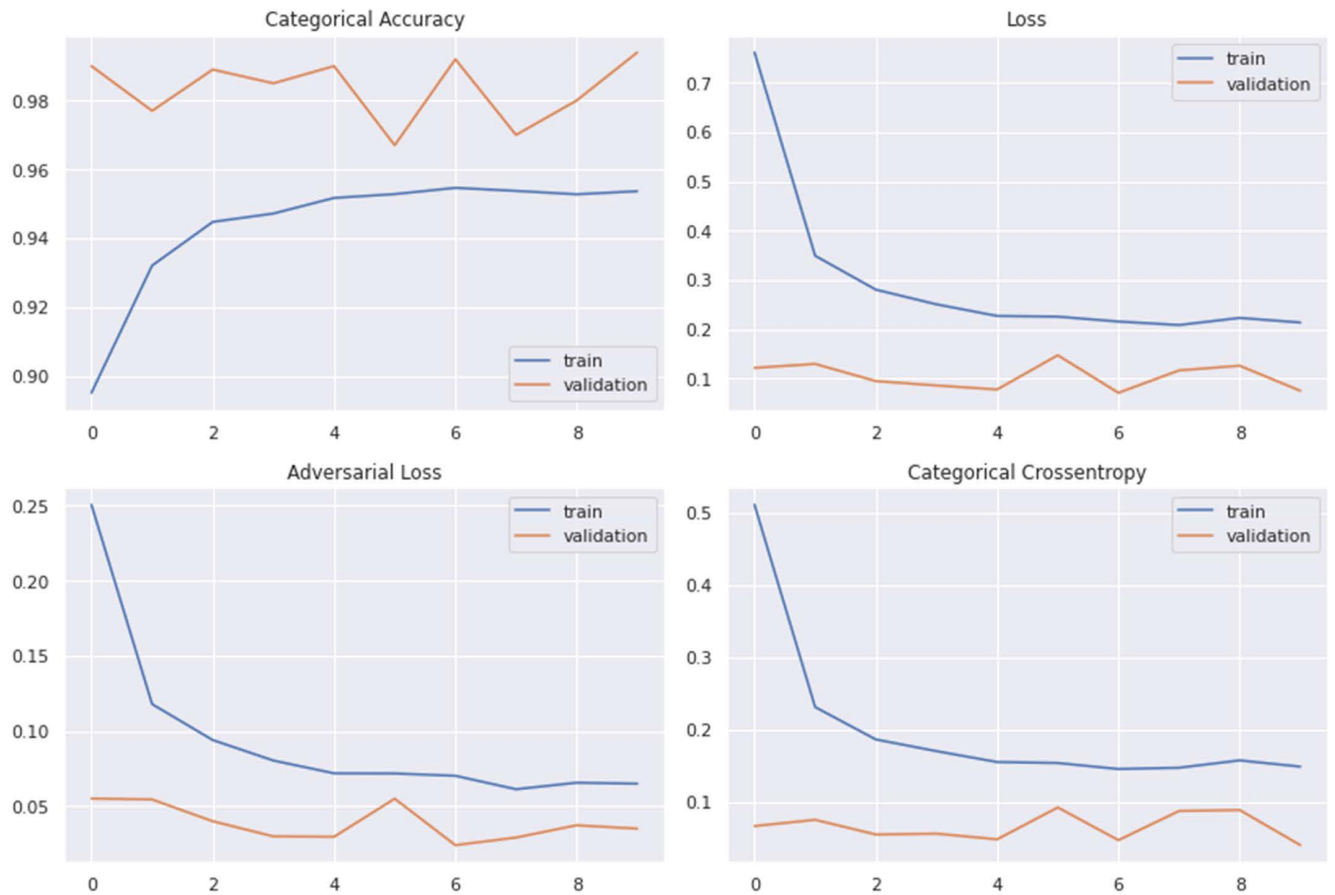 Categorical Accuracy
0.98
0.96
0.94
0.92
0.90
train
validation
0 2 4 6 8
Loss
0.7
0.6
0.5
0.4
0.3
0.2
0.1
train
validation
0 2 4 6 8
Adversarial Loss
0.25
0.20
0.15
0.10
0.05
train
validation
0 2 4 6 8
Categorical Crossentropy
0.5
0.4
0.3
0.2
0.1
train
validation
0 2 4 6 8